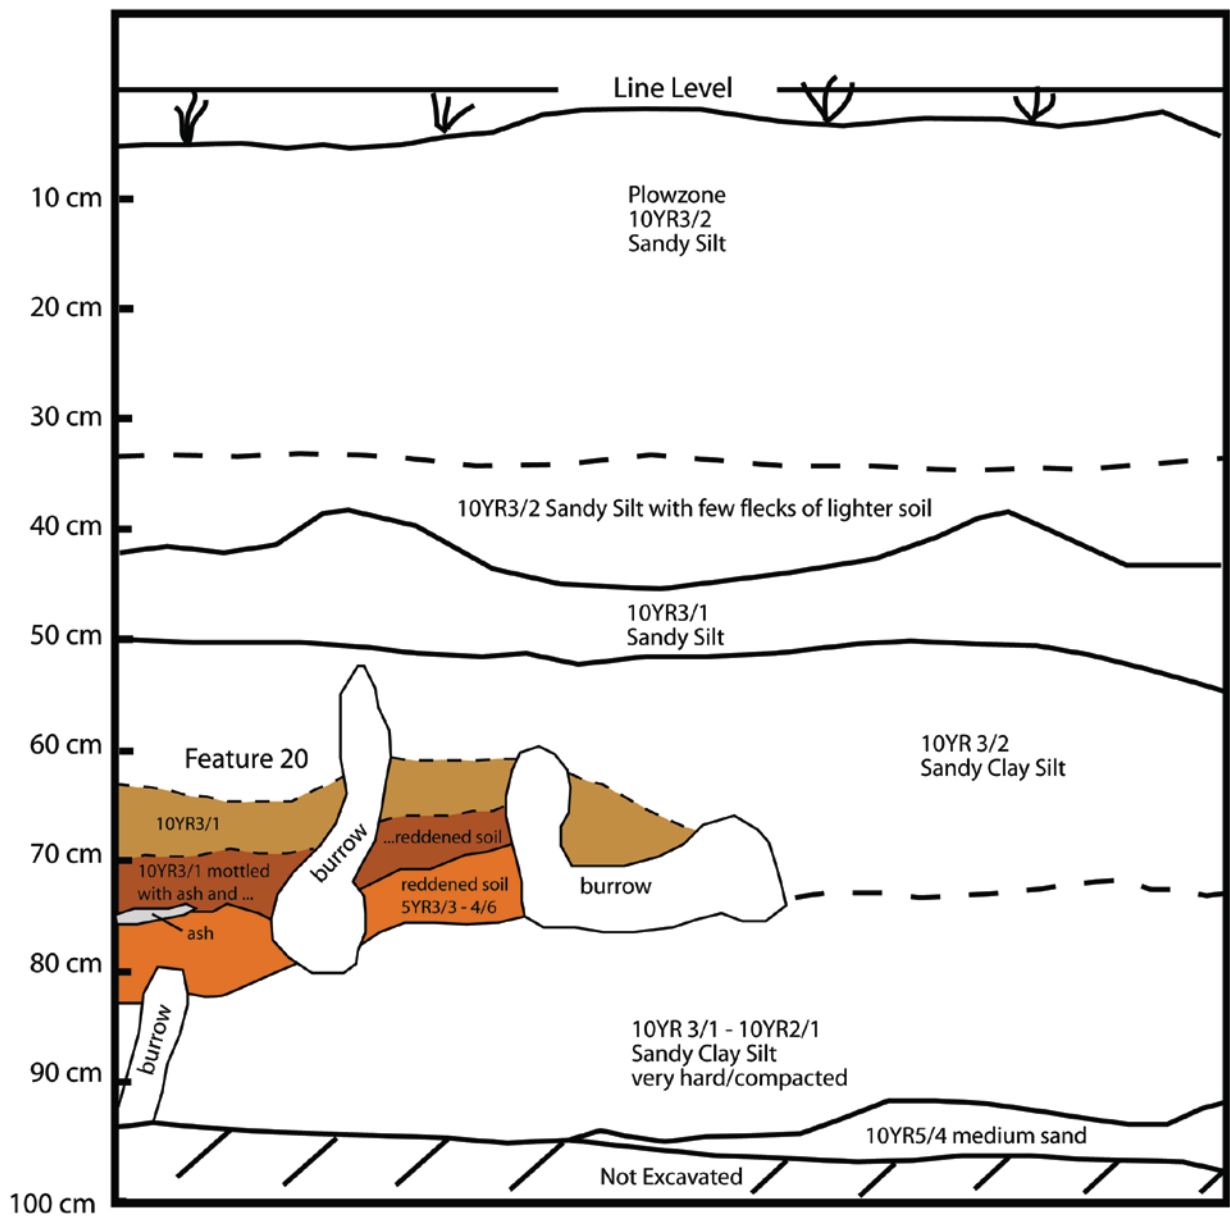 Line Level
10 cm
Plowzone
10YR3/2
Sandy Silt
20 cm
30 cm
10YR3/2 Sandy Silt with few flecks of lighter soil
40 cm
10YR3/1
Sandy Silt
50 cm
60 cm
Feature 20
10YR 3/2
Sandy Clay Silt
10YR3/1
...reddened soil
burrow
70 cm
10YR3/1 mottled
with ash and ...
reddened soil
5YR3/3 - 4/6
burrow
ash
80 cm
burrow
10YR 3/1 - 10YR2/1
Sandy Clay Silt
very hard/compacted
90 cm
10YR5/4 medium sand
Not Excavated
100 cm